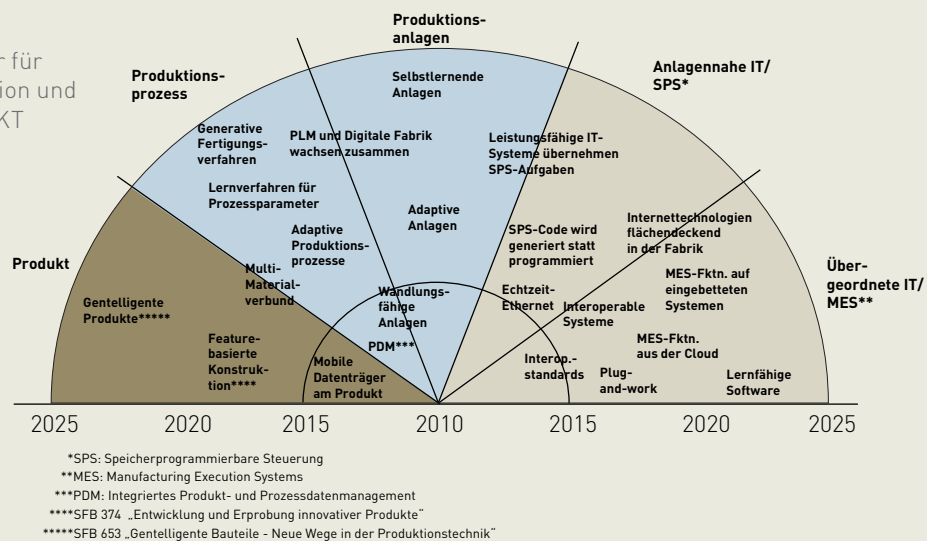 r für
ion und
KT
Produktions-
anlagen
Produktions-
prozess
Anlagennahe IT/
SPS*
Produkt
Über-
geordnete IT/
MES**
Selbstlernende
Anlagen
Generative
Fertigungs-
verfahren
PLM und Digitale Fabrik
wachsen zusammen
Leistungsfähige IT-
Systeme übernehmen
SPS-Aufgaben
Lernverfahren für
Prozessparameter
Adaptive
Anlagen
Adaptive
Produktions-
prozesse
SPS-Code wird
generiert statt
programmiert
Internettechnologien
flächendeckend
in der Fabrik
Multi-
Material-
verbund
Gentelligente
Produkte*****
Wandlungs-
fähige
Anlagen
Echtzeit-
Ethernet
Interoperable
Systeme
MES-Fktn. auf
eingebetteten
Systemen
Feature-
basierte
Konstruk-
tion****
PDM***
Mobile
Datenträger
am Produkt
Interop.-
standards
MES-Fktn.
aus der Cloud
Plug-
and-work
Lernfähige
Software
2025 2020 2015 2010 2015 2020 2025
*SPS: Speicherprogrammierbare Steuerung
**MES: Manufacturing Execution Systems
***PDM: Integriertes Produkt- und Prozessdatenmanagement
****SFB 374 „Entwicklung und Erprobung innovativer Produkte"
*****SFB 653 „Gentelligente Bauteile - Neue Wege in der Produktionstechnik"